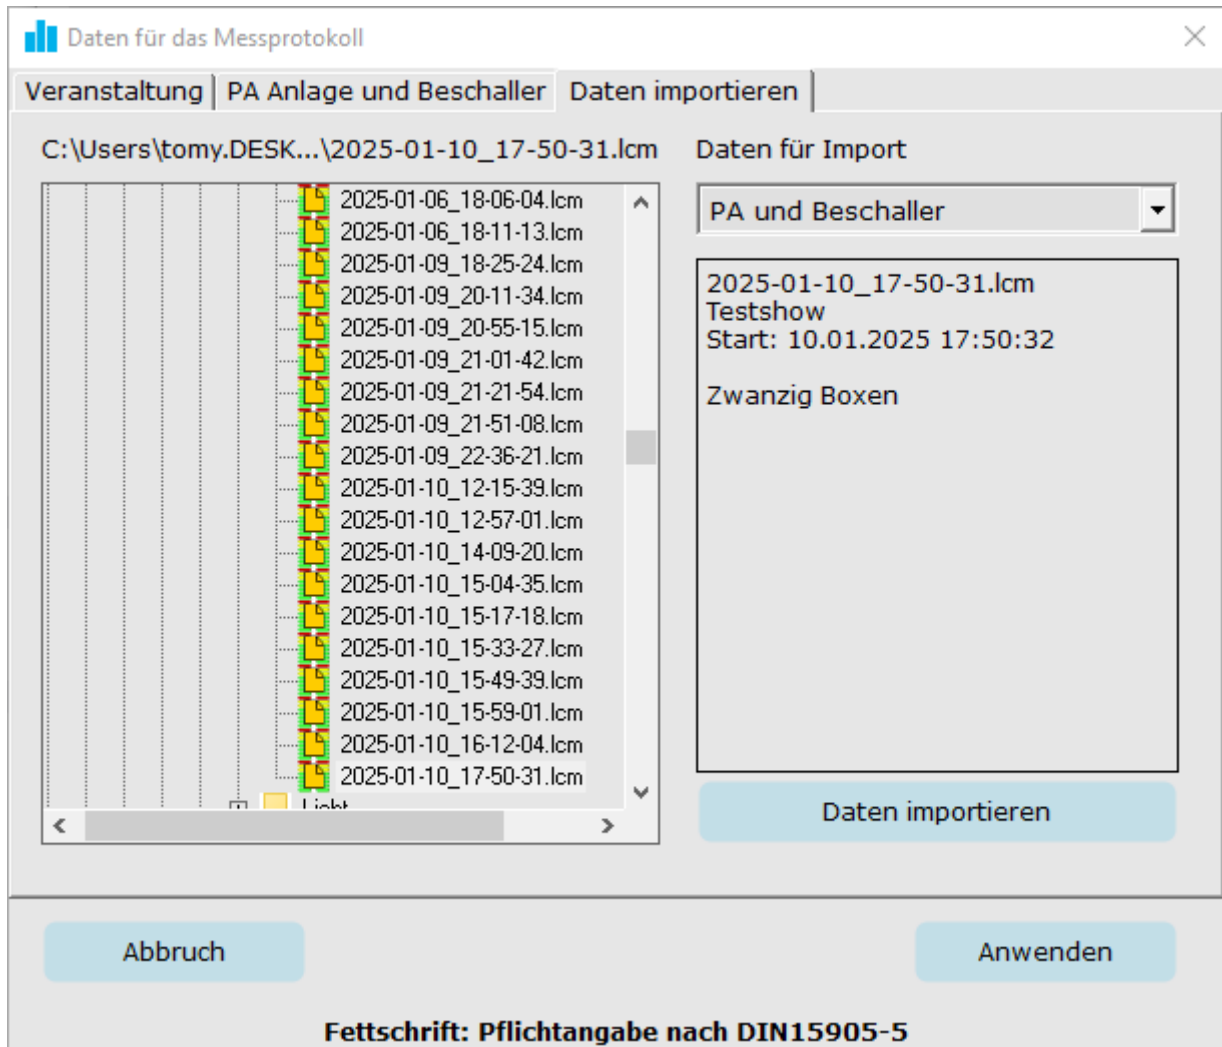 Daten für das Messprotokoll
Veranstaltung
PA Anlage und Beschaller
Daten importieren
C:\Users\tomy.DESK...\2025-01-10_17-50-31.lcm
2025-01-06_18-06-04.lcm
2025-01-06_18-11-13.lcm
2025-01-09_18-25-24.lcm
2025-01-09_20-11-34.lcm
2025-01-09_20-55-15.lcm
2025-01-09_21-01-42.lcm
2025-01-09_21-21-54.lcm
2025-01-09_21-51-08.lcm
2025-01-09_22-36-21.lcm
2025-01-10_12-15-39.lcm
2025-01-10_12-57-01.lcm
2025-01-10_14-09-20.lcm
2025-01-10_15-04-35.lcm
2025-01-10_15-17-18.lcm
2025-01-10_15-33-27.lcm
2025-01-10_15-49-39.lcm
2025-01-10_15-59-01.lcm
2025-01-10_16-12-04.lcm
2025-01-10_17-50-31.lcm
Licht
Daten für Import
PA und Beschaller
2025-01-10_17-50-31.lcm
Testshow
Start: 10.01.2025 17:50:32
Zwanzig Boxen
Daten importieren
Abbruch
Anwenden
Fettschrift: Pflichtangabe nach DIN15905-5